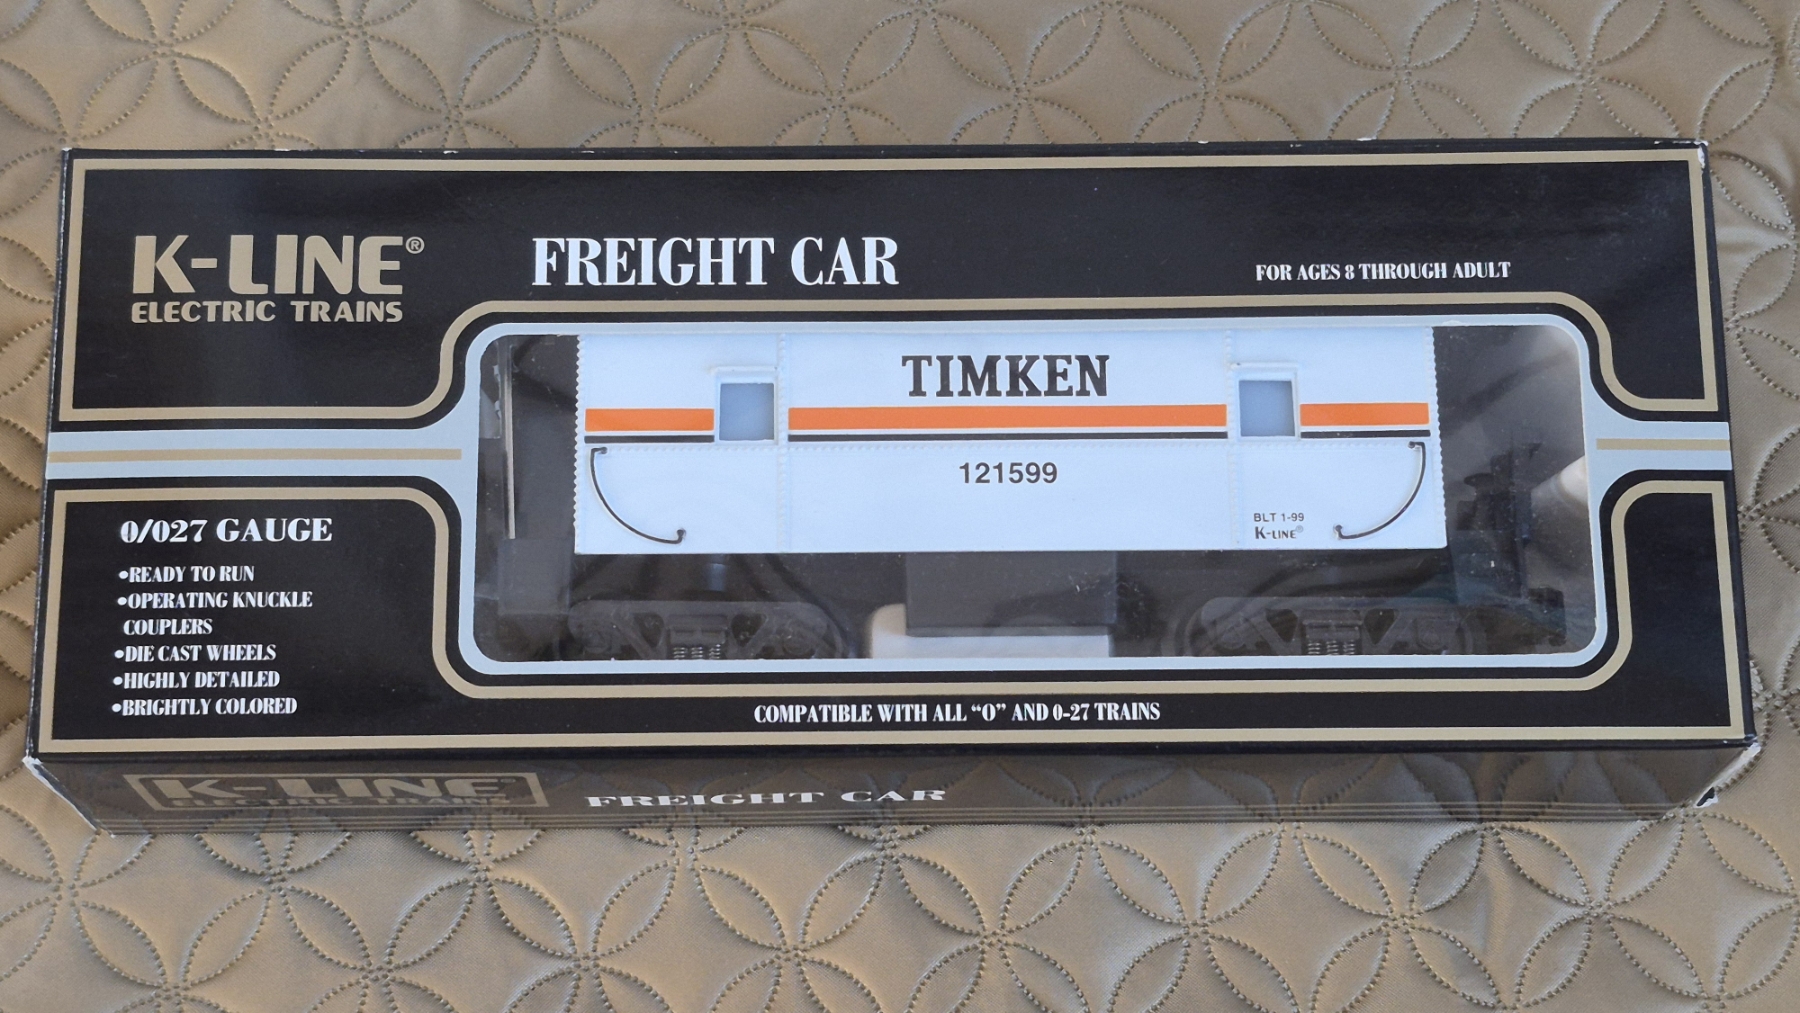 K-LINE®
ELECTRIC TRAINS
FREIGHT CAR
FOR AGES 8 THROUGH ADULT
TIMKEN
121599
BLT 1-99
K-LINE®
0/027 GAUGE
•READY TO RUN
•OPERATING KNUCKLE
COUPLERS
•DIE CAST WHEELS
•HIGHLY DETAILED
•BRIGHTLY COLORED
COMPATIBLE WITH ALL "O" AND 0-27 TRAINS
K-LINE®
ELECTRIC TRAINS
FREIGHT CAR